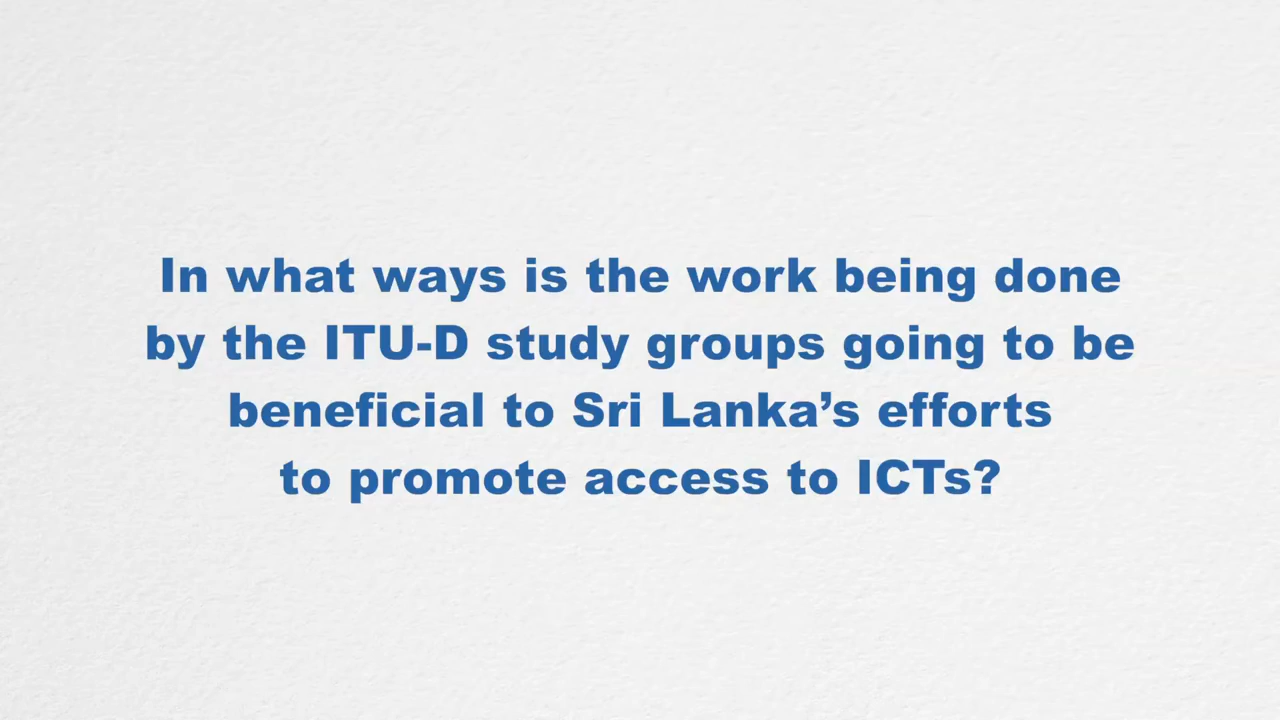 In what ways is the work being done
by the ITU-D study groups going to be
beneficial to Sri Lanka’s efforts
to promote access to ICTs?